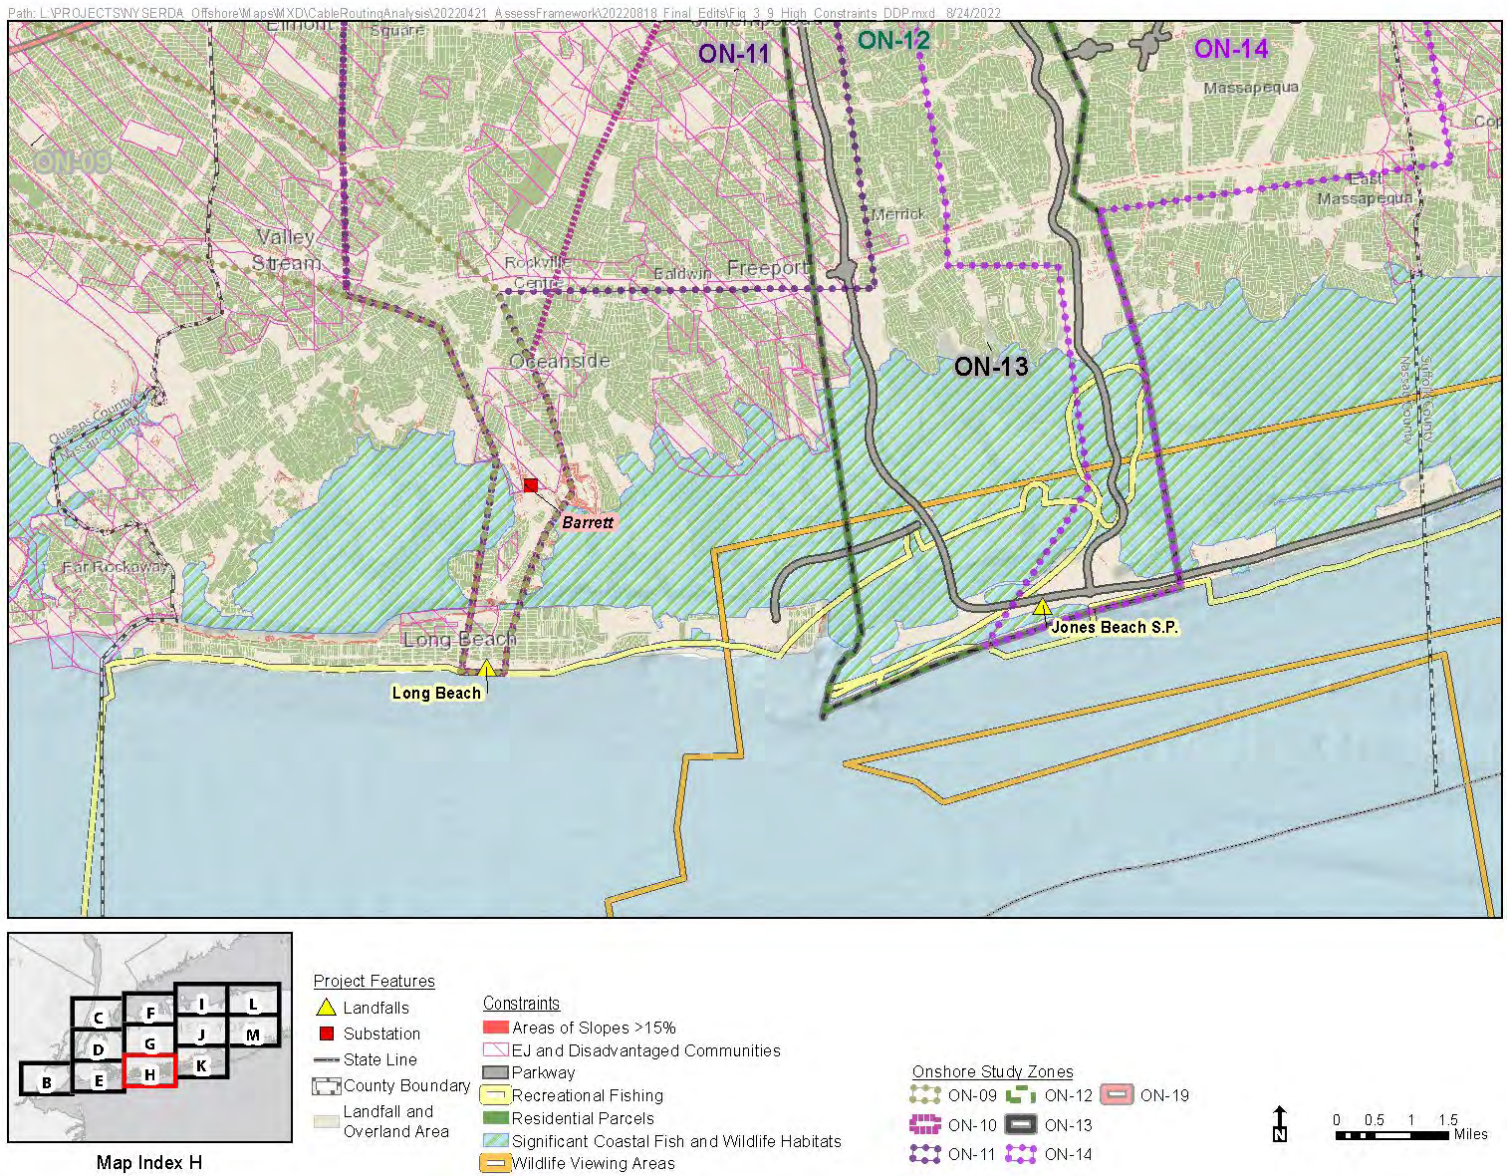 Path: L:\PROJECTS\NYSERDA_Offshore\Maps\MXD\CableRoutingAnalysis\20220421_AssessFramework\20220818_Final_Edits\Fig_3_9_High_Constraints_DDP.mxd 8/24/2022
Elmont
Square
ON-11
ON-12
ON-14
Massapequa
ON-09
East
Massapequa
Merrick
Valley
Stream
Rockville
Centre
Baldwin
Freeport
Oceanside
ON-13
Queens County
Nassau County
Nassau County
Suffolk County
Barrett
Far Rockaway
Long Beach
Jones Beach S.P.
Long Beach
C
F
I
L
D
G
J
M
B
E
H
K
Map Index H
Project Features
Landfalls
Substation
State Line
County Boundary
Landfall and
Overland Area
Constraints
Areas of Slopes >15%
EJ and Disadvantaged Communities
Parkway
Recreational Fishing
Residential Parcels
Significant Coastal Fish and Wildlife Habitats
Wildlife Viewing Areas
Onshore Study Zones
ON-09
ON-12
ON-19
ON-10
ON-13
ON-11
ON-14
N
0 0.5 1 1.5
Miles